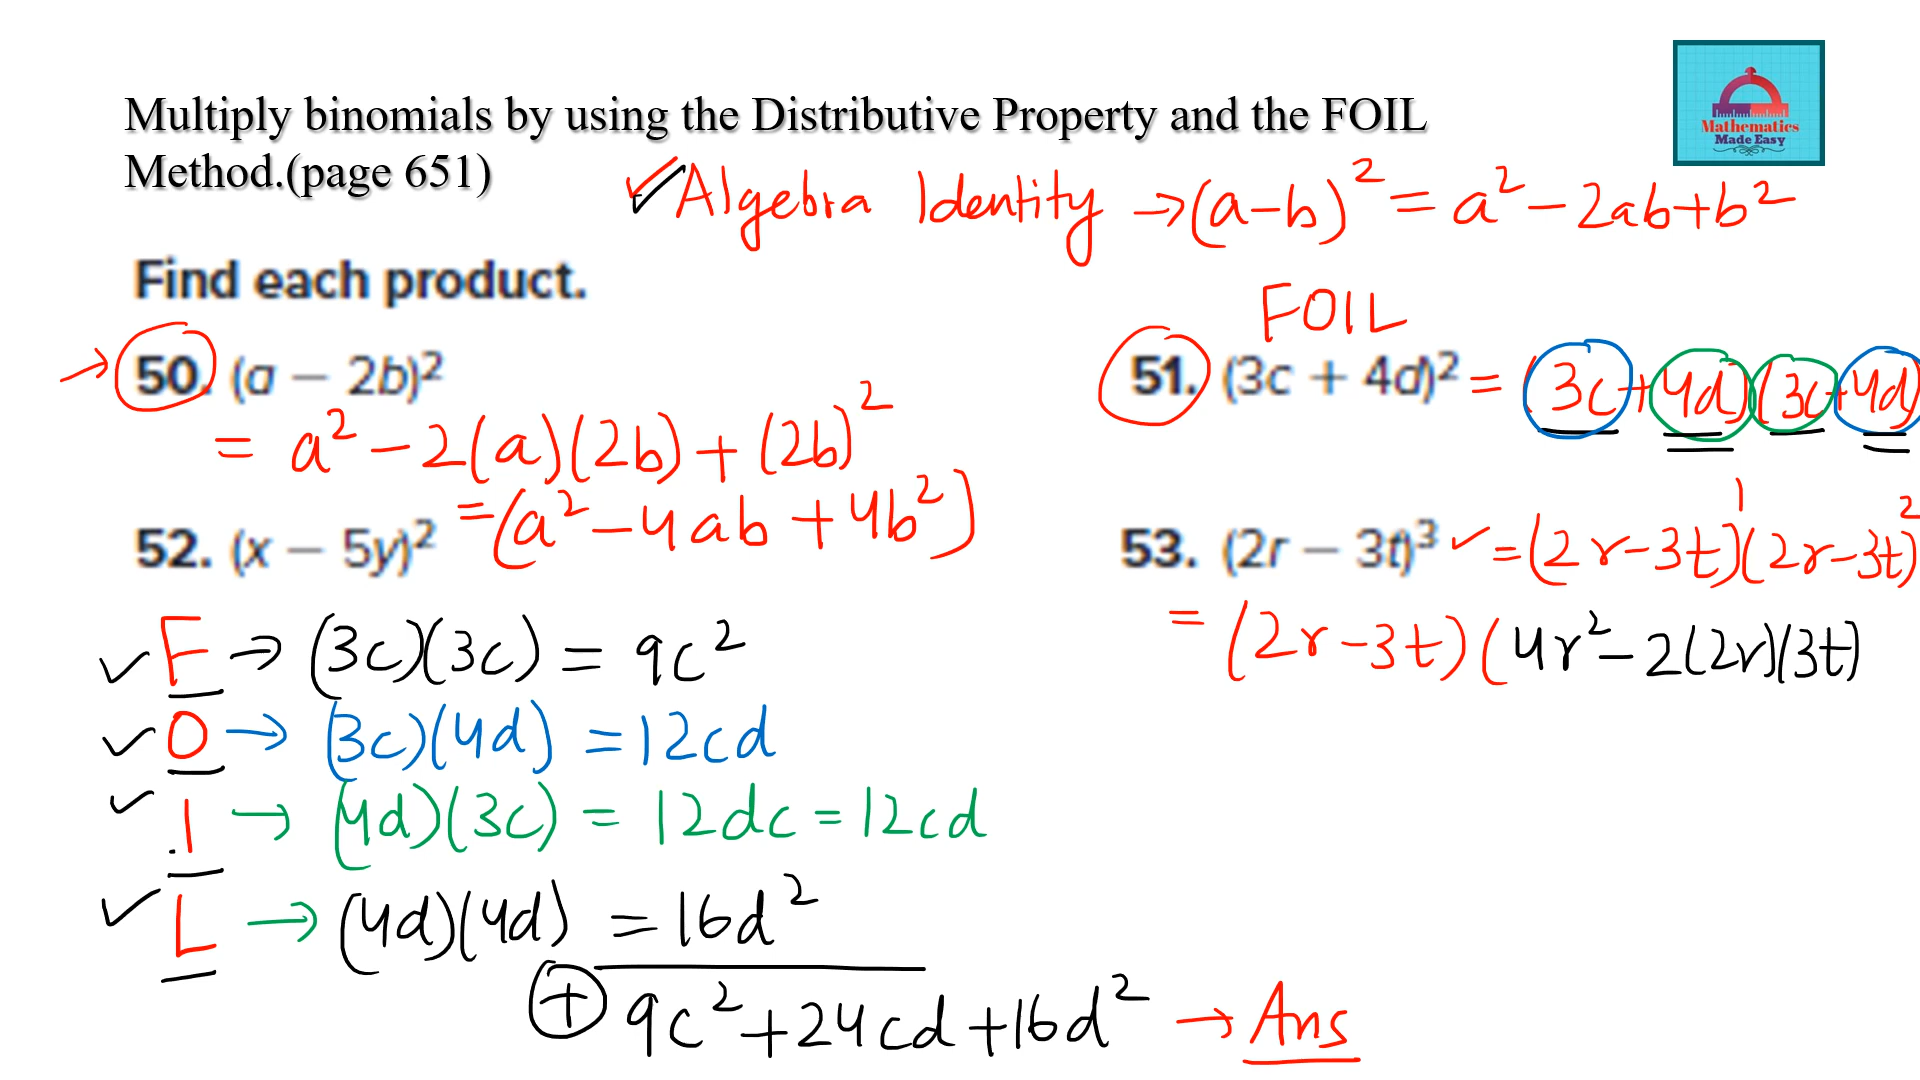 Multiply binomials by using the Distributive Property and the FOIL
Method.(page 651)
Mathematics
Made Easy
✓Algebra Identity →(a-b)² = a² - 2ab+b²
Find each product.
→ 50. (a – 2b)²
= a² - 2(a)(2b) + (2b)²
= (a² - 4ab + 4b²)
FOIL
51. (3c + 4d)² = (3c+4d)(3c+4d)
52. (x – 5y)²
53. (2r – 3t)³ ✓ = (2r-3t)¹(2r-3t)²
= (2r-3t)(4r² - 2(2r)(3t)
✓ F → (3c)(3c) = 9c²
✓ O → (3c)(4d) = 12cd
✓ I → (4d)(3c) = 12dc = 12cd
✓ L → (4d)(4d) = 16d²
+ 9c² + 24cd + 16d² → Ans